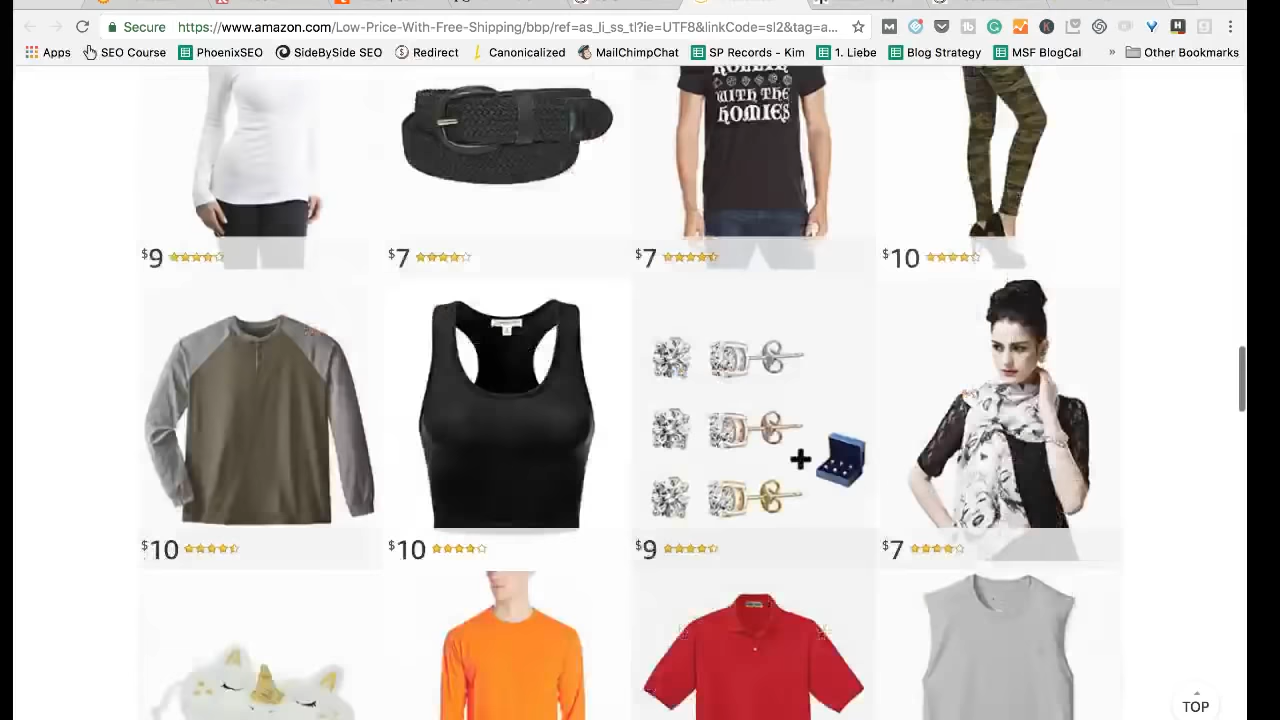 Secure https://www.amazon.com/Low-Price-With-Free-Shipping/bbp/ref=as_li_ss_tl?ie=UTF8&linkCode=sl2&tag=a...
Apps SEO Course PhoenixSEO SideBySide SEO Redirect Canonicalized MailChimpChat SP Records - Kim 1. Liebe Blog Strategy MSF BlogCal » Other Bookmarks
WITH THE
HOMIES
$9 $7 $7 $10
$10 $10 $9 $7
TOP